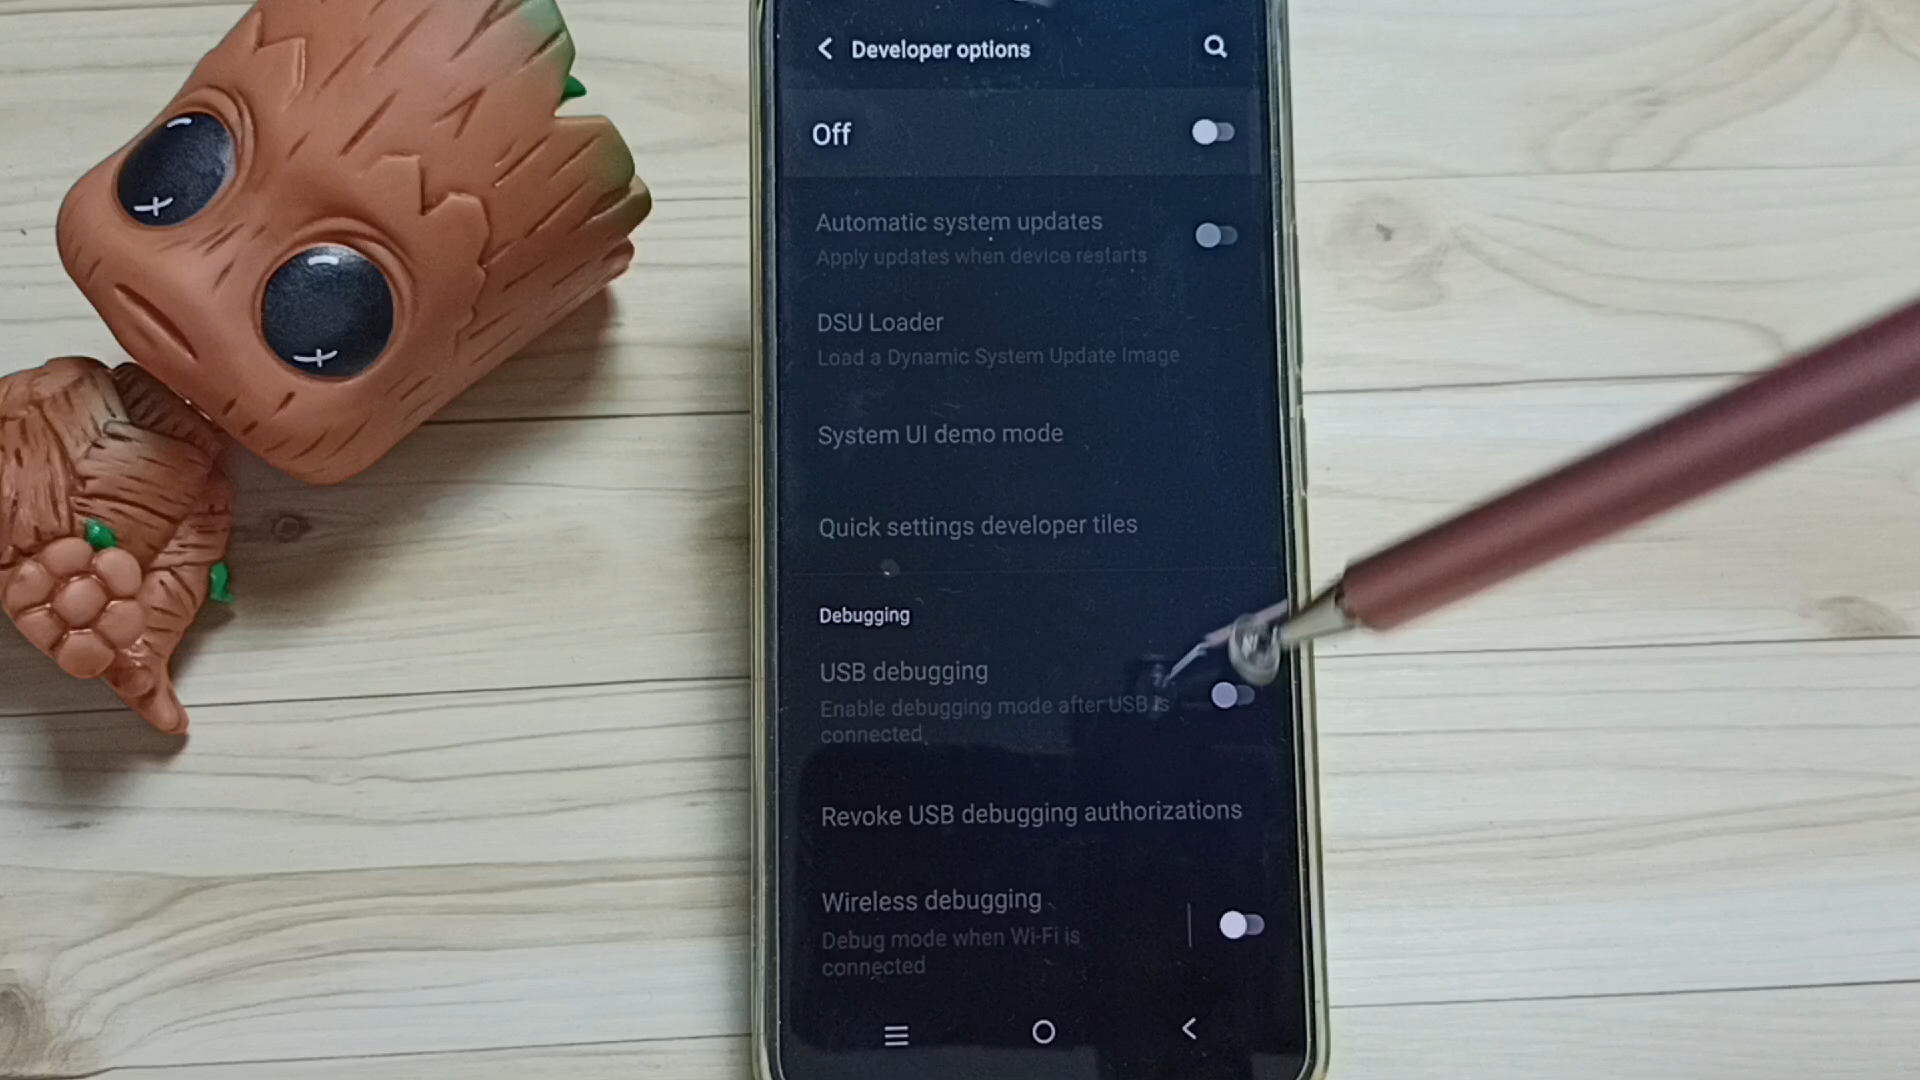 Developer options
Off
Automatic system updates
Apply updates when device restarts
DSU Loader
Load a Dynamic System Update Image
System UI demo mode
Quick settings developer tiles
Debugging
USB debugging
Enable debugging mode after USB is
connected
Revoke USB debugging authorizations
Wireless debugging
Debug mode when Wi-Fi is
connected